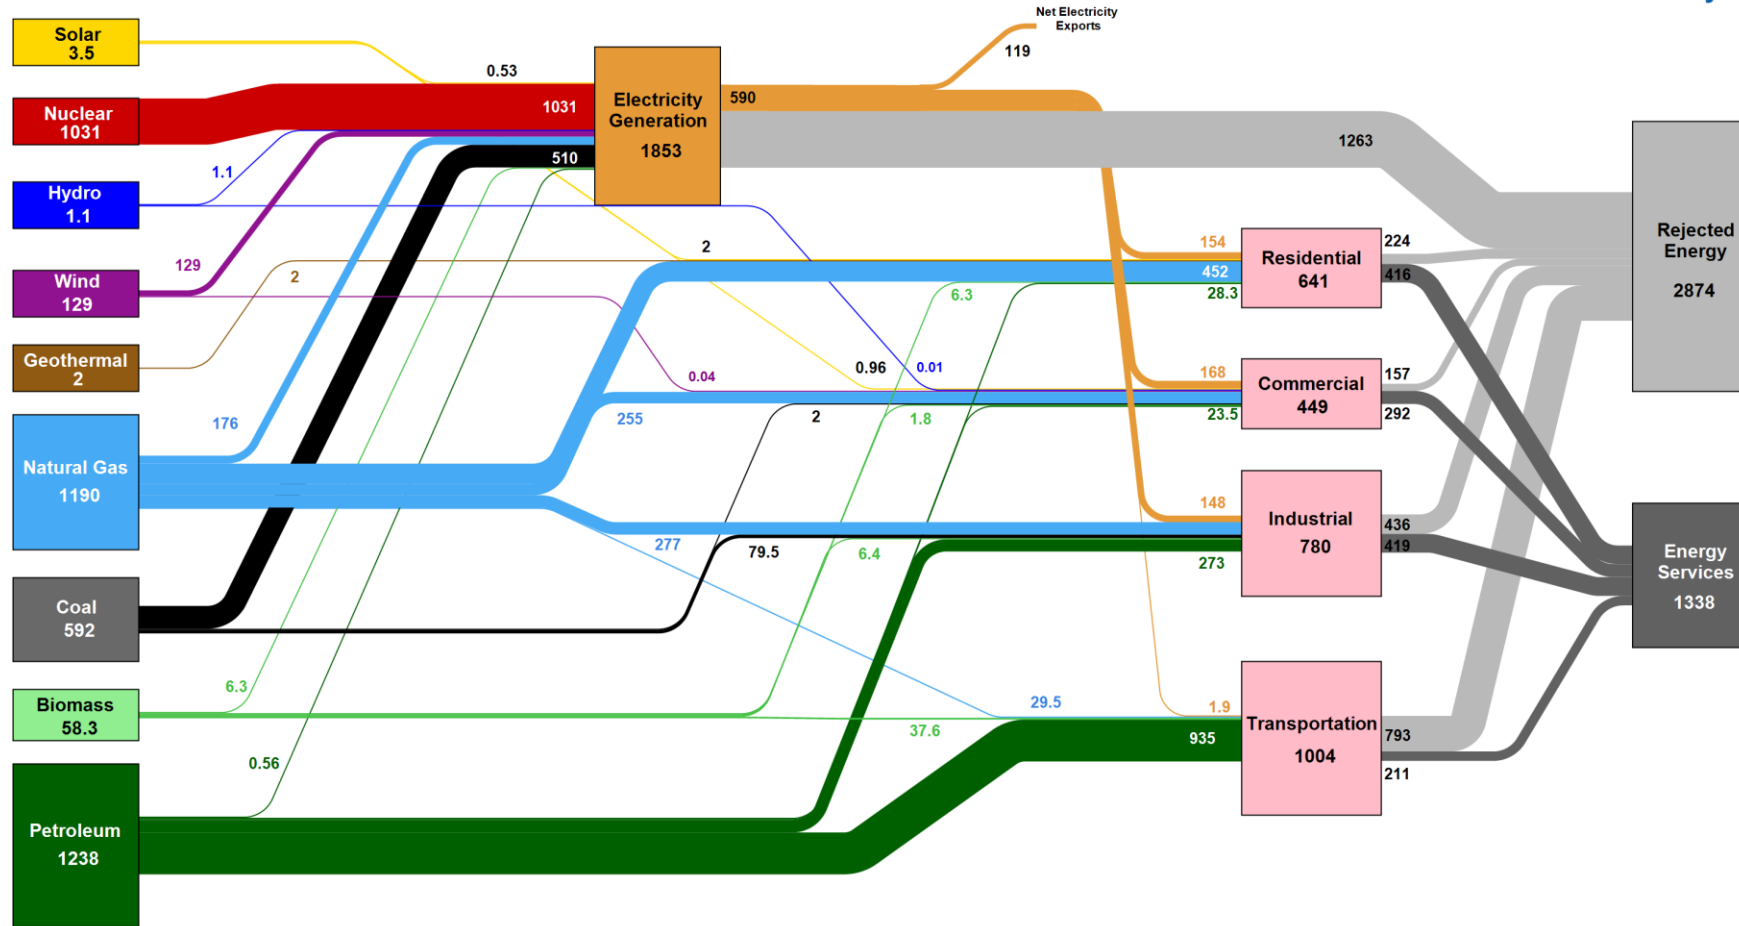 Net Electricity
Exports
119
Solar
3.5
0.53
Nuclear
1031
1031
Electricity
Generation
1853
590
1263
510
Hydro
1.1
1.1
Rejected
Energy
2874
Wind
129
129
2
2
154
452
28.3
Residential
641
224
416
Geothermal
2
6.3
0.04
0.96
0.01
168
23.5
Commercial
449
157
292
Natural Gas
1190
176
255
2
1.8
148
Industrial
780
436
419
277
79.5
6.4
273
Energy
Services
1338
Coal
592
Biomass
58.3
6.3
29.5
37.6
1.9
935
Transportation
1004
793
211
0.56
Petroleum
1238